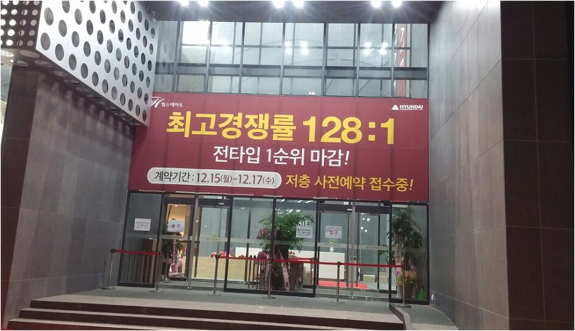 힐스테이트
HYUNDAI
최고경쟁률 128:1
전타입 1순위 마감!
계약기간 : 12.15(월)~12.17(수)
저층 사전예약 접수중!